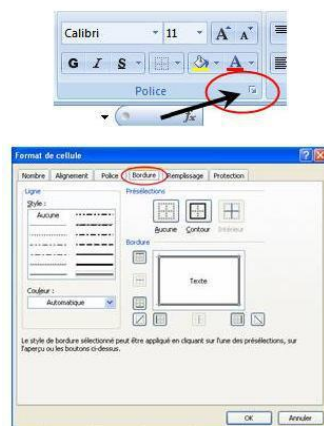 Calibri 11 A A
G I S A
Police
fx
Format de cellule
Nombre Alignement Police Bordure Remplissage Protection
Ligne
Style :
Aucune
Couleur :
Automatique
Présélections
Aucune Contour Intérieur
Bordure
Texte
Le style de bordure sélectionné peut être appliqué en cliquant sur l'une des présélections, sur
l'aperçu ou les boutons ci-dessus.
OK Annuler